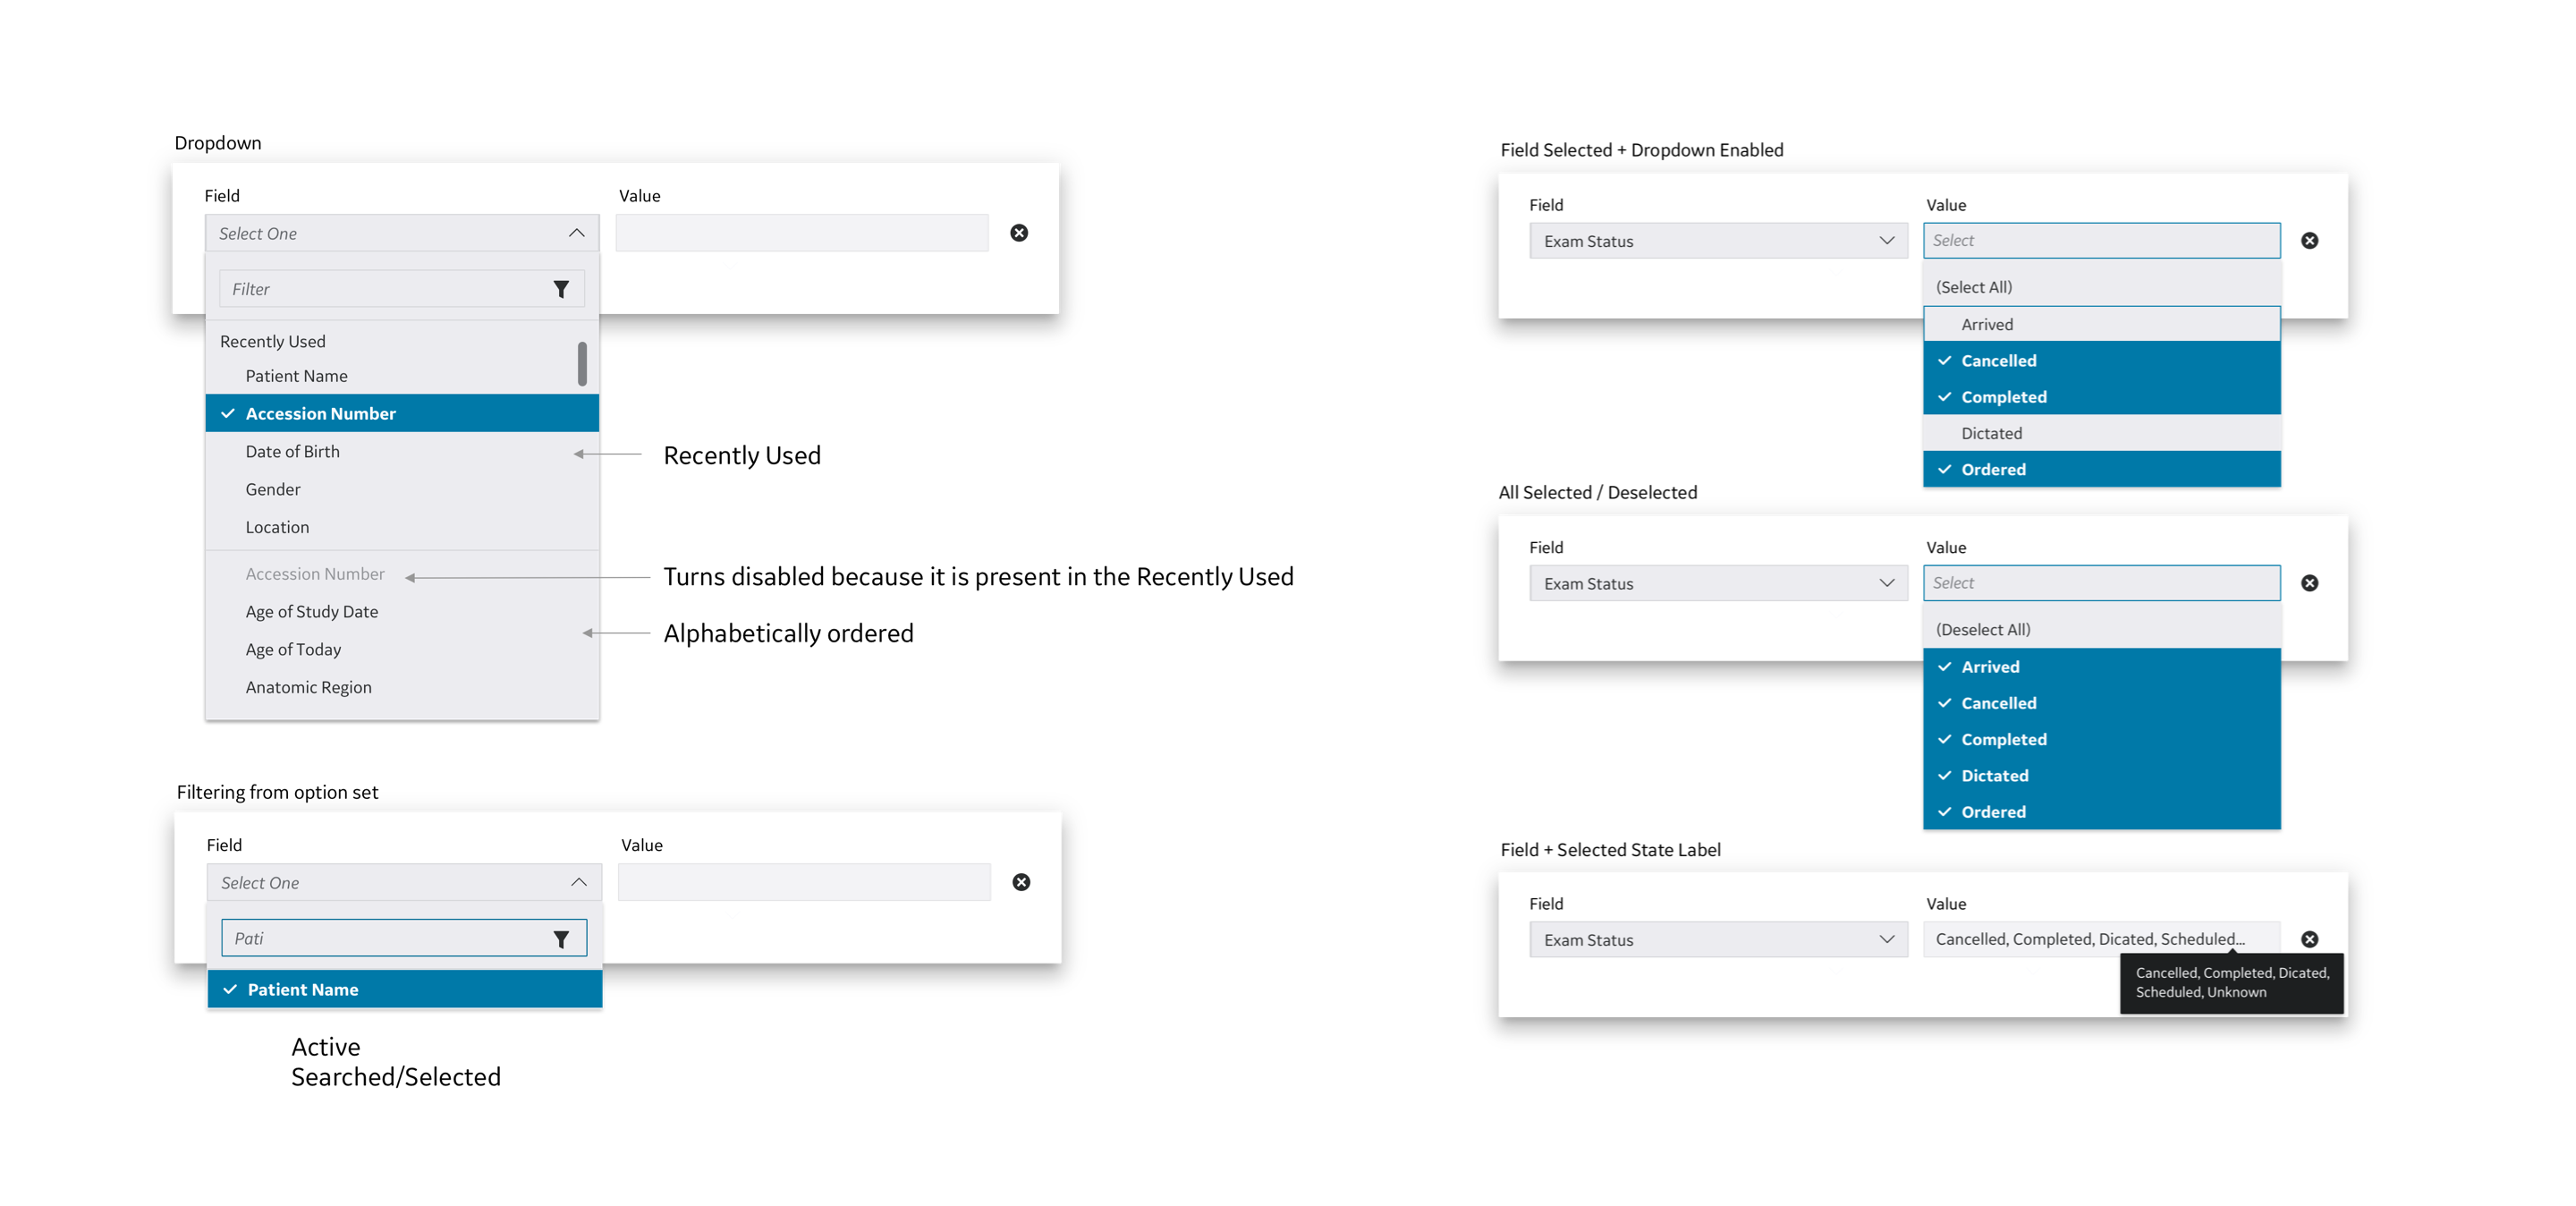 Dropdown
Field
Value
Select One
Filter
Recently Used
Patient Name
Accession Number
Date of Birth
Recently Used
Gender
Location
Accession Number
Turns disabled because it is present in the Recently Used
Age of Study Date
Alphabetically ordered
Age of Today
Anatomic Region
Filtering from option set
Field
Value
Select One
Pati
Patient Name
Active
Searched/Selected
Field Selected + Dropdown Enabled
Field
Value
Exam Status
Select
(Select All)
Arrived
Cancelled
Completed
Dictated
Ordered
All Selected / Deselected
Field
Value
Exam Status
Select
(Deselect All)
Arrived
Cancelled
Completed
Dictated
Ordered
Field + Selected State Label
Field
Value
Exam Status
Cancelled, Completed, Dicated, Scheduled...
Cancelled, Completed, Dicated,
Scheduled, Unknown